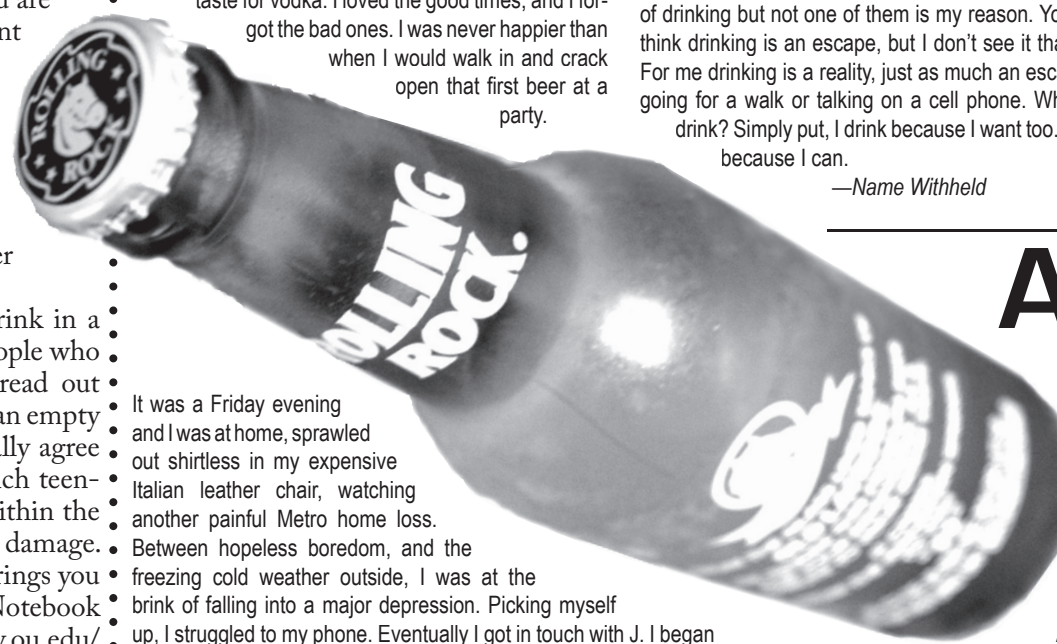 d are
nt
er
rink in a
ople who
read out
an empty
ally agree
ch teen-
ithin the
damage.
rings you
Notebook
y.ou.edu/
taste for vodka. I loved the good times, and I for-
got the bad ones. I was never happier than
when I would walk in and crack
open that first beer at a
party.
ROLLING
ROCK
ROLLING
ROCK.
It was a Friday evening
and I was at home, sprawled
out shirtless in my expensive
Italian leather chair, watching
another painful Metro home loss.
Between hopeless boredom, and the
freezing cold weather outside, I was at the
brink of falling into a major depression. Picking myself
up, I struggled to my phone. Eventually I got in touch with J. I began
of drinking but not one of them is my reason. Yo
think drinking is an escape, but I don't see it tha
For me drinking is a reality, just as much an esc
going for a walk or talking on a cell phone. Wh
drink? Simply put, I drink because I want too.
because I can.
—Name Withheld
A